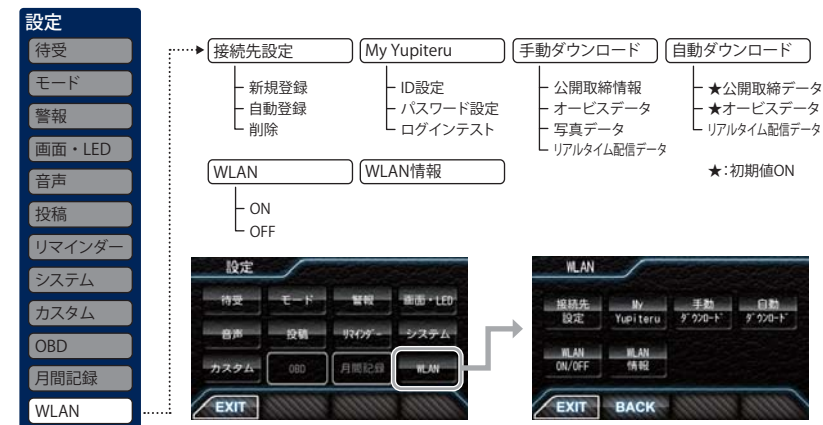 設定
待受
モード
警報
画面・LED
音声
投稿
リマインダー
システム
カスタム
OBD
月間記録
WLAN
接続先設定
新規登録
自動登録
削除
My Yupiteru
ID設定
パスワード設定
ログインテスト
手動ダウンロード
公開取締情報
オービスデータ
写真データ
リアルタイム配信データ
自動ダウンロード
★公開取締データ
★オービスデータ
リアルタイム配信データ
★：初期値ON
WLAN
ON
OFF
WLAN情報
設定
待受 モード 警報 画面・LED
音声 投稿 ﾘﾏｲﾝﾀﾞｰ システム
カスタム OBD 月間記録 WLAN
EXIT
WLAN
接続先
設定
My
Yupiteru
手動
ﾀﾞｳﾝﾛｰﾄﾞ
自動
ﾀﾞｳﾝﾛｰﾄﾞ
WLAN
ON/OFF
WLAN
情報
EXIT BACK